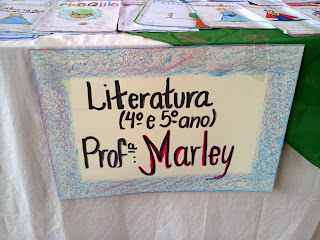 Literatura
(4º e 5º ano)
Profª: Marley